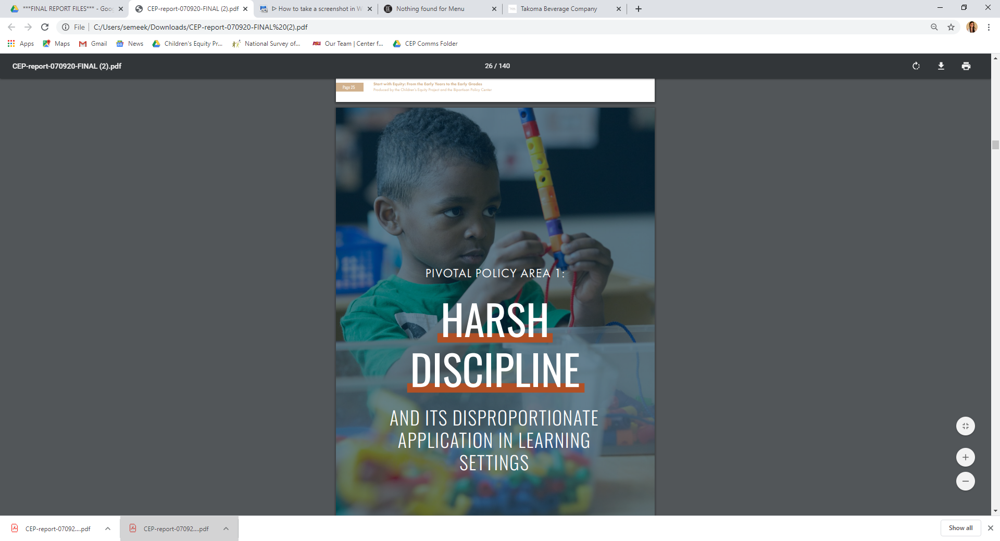 ***FINAL REPORT FILES*** - Goo
CEP-report-070920-FINAL (2).pdf
How to take a screenshot in W
Nothing found for Menu
Takoma Beverage Company
File
C:/Users/semeek/Downloads/CEP-report-070920-FINAL%20(2).pdf
Apps
Maps
Gmail
News
Children's Equity Pr...
National Survey of...
ASU
Our Team | Center f...
CEP Comms Folder
CEP-report-070920-FINAL (2).pdf
26 / 140
Page 25
Start with Equity: From the Early Years to the Early Grades
Produced by the Children's Equity Project and the Bipartisan Policy Center
PIVOTAL POLICY AREA 1:
HARSH
DISCIPLINE
AND ITS DISPROPORTIONATE
APPLICATION IN LEARNING
SETTINGS
CEP-report-07092....pdf
CEP-report-07092....pdf
Show all